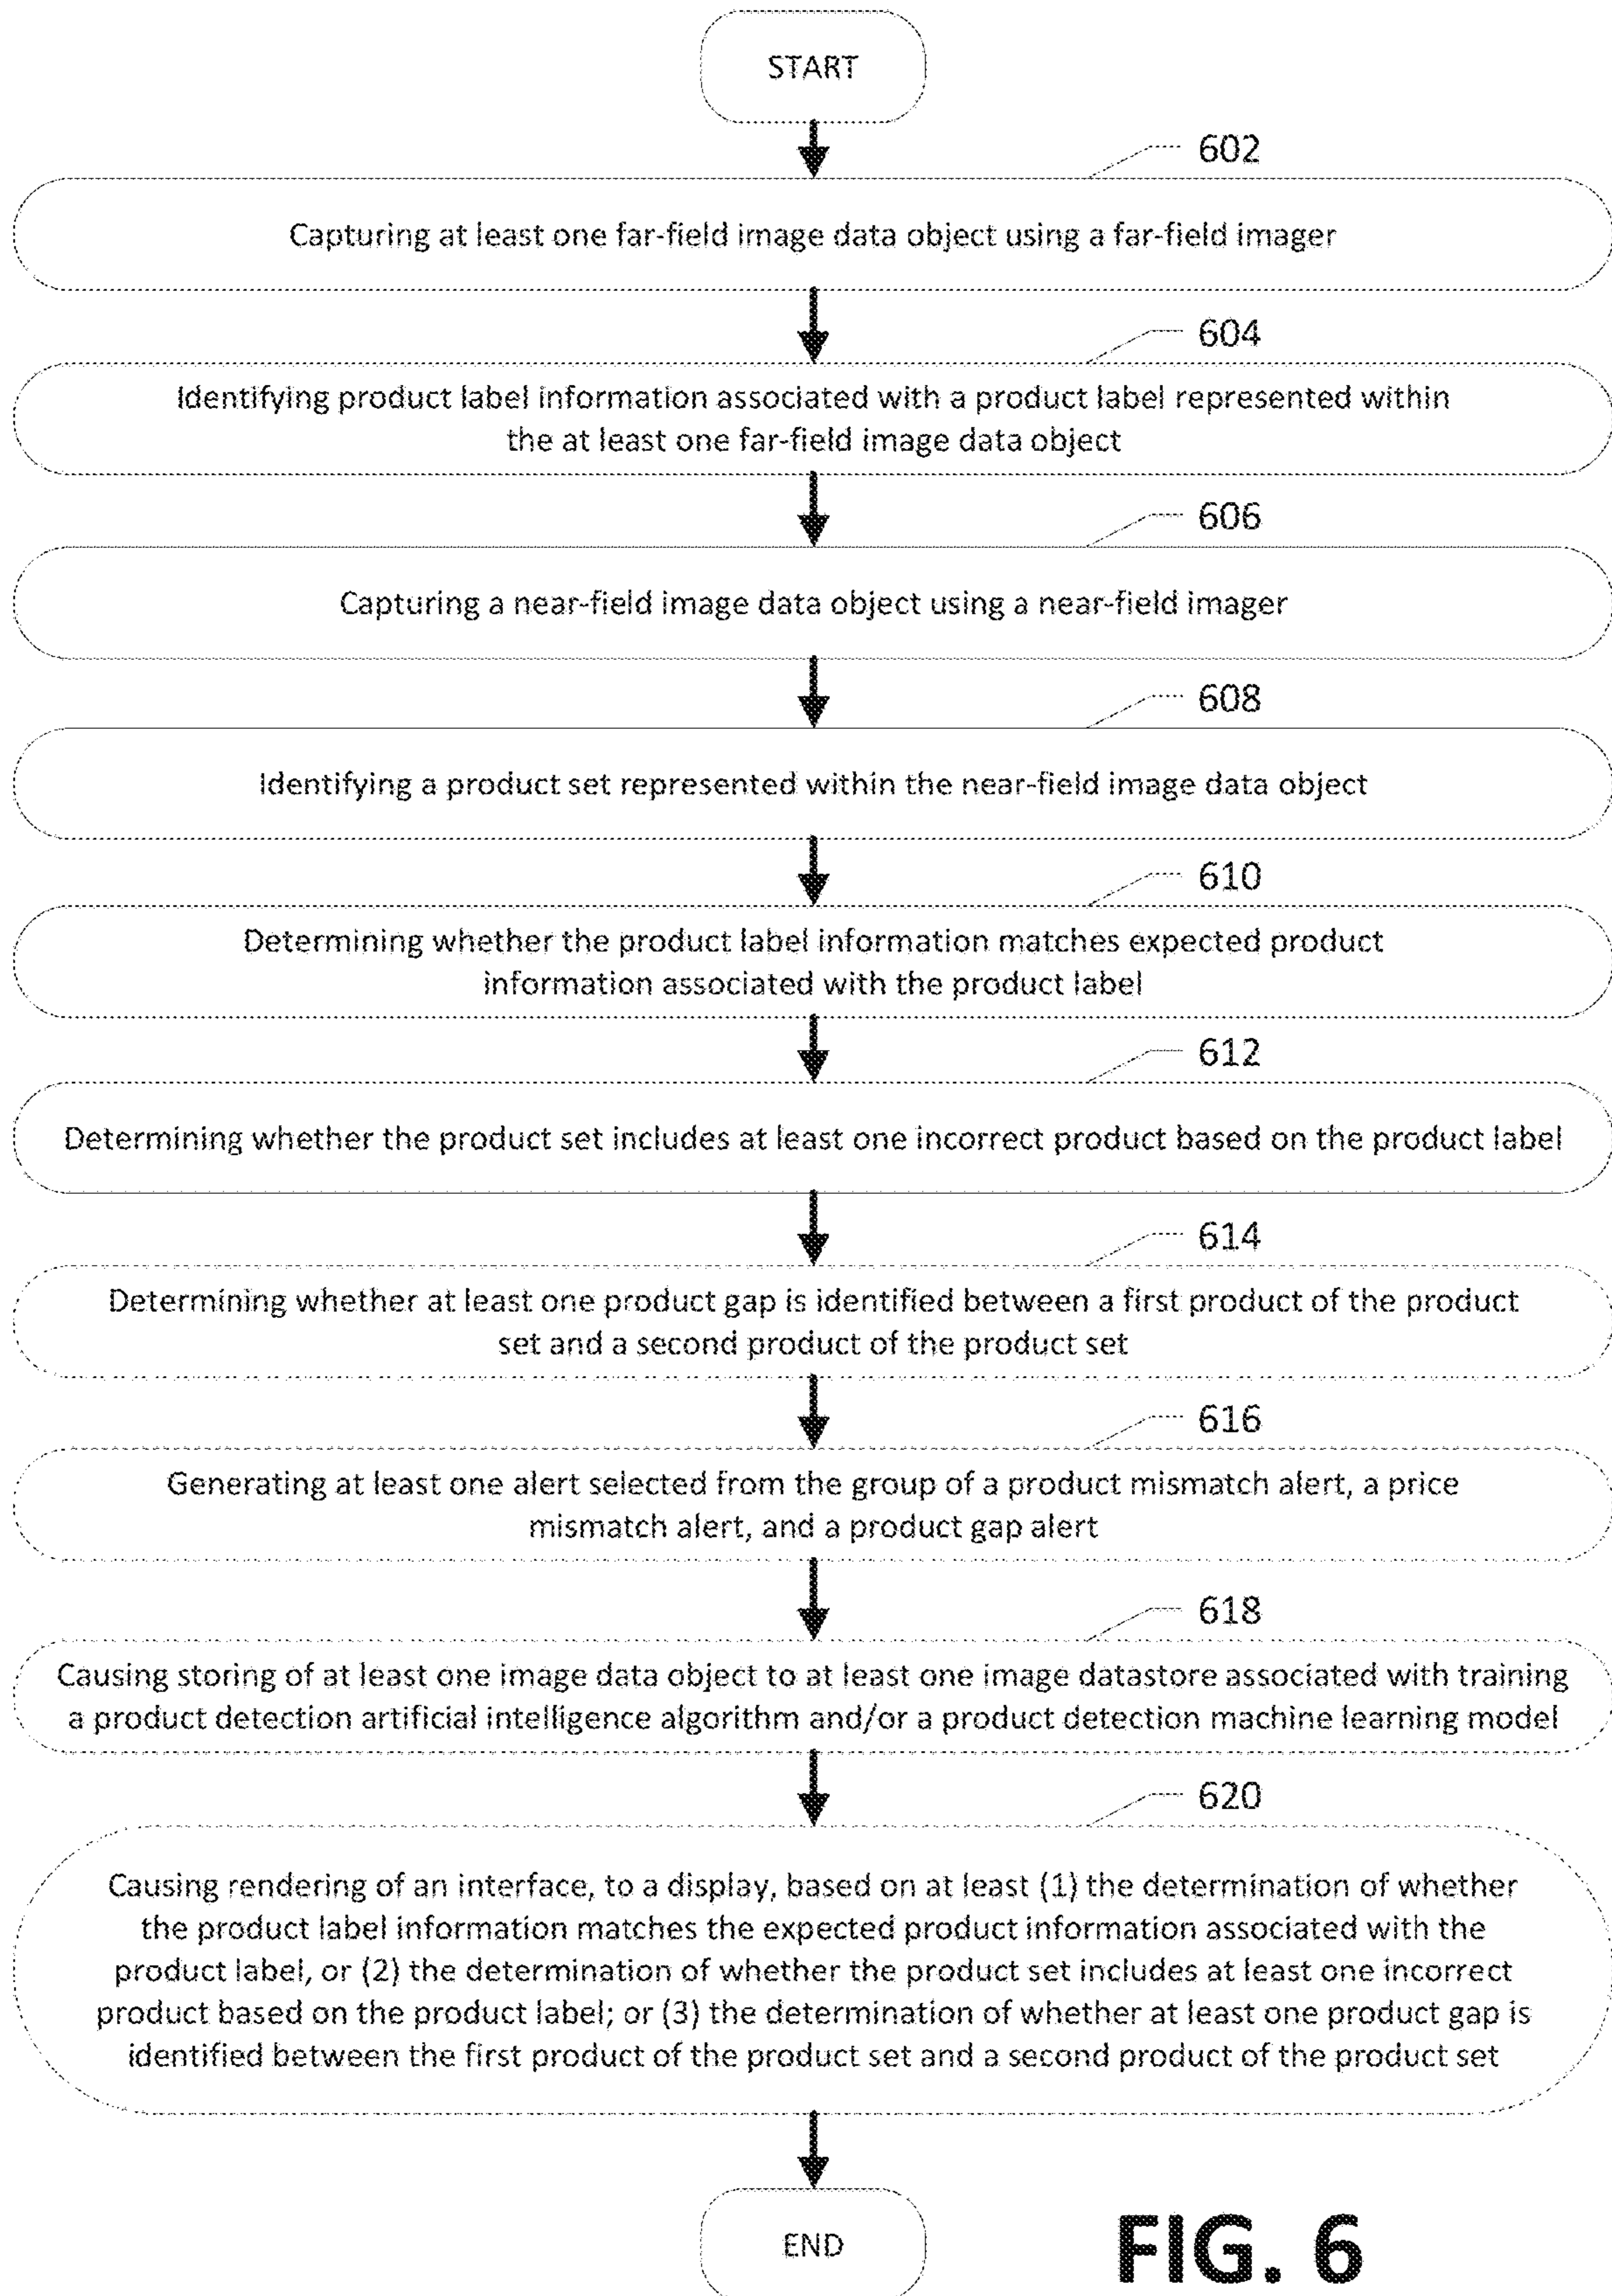 START
602
Capturing at least one far-field image data object using a far-field imager
604
Identifying product label information associated with a product label represented within
the at least one far-field image data object
606
Capturing a near-field image data object using a near-field imager
608
Identifying a product set represented within the near-field image data object
610
Determining whether the product label information matches expected product
information associated with the product label
612
Determining whether the product set includes at least one incorrect product based on the product label
614
Determining whether at least one product gap is identified between a first product of the product
set and a second product of the product set
616
Generating at least one alert selected from the group of a product mismatch alert, a price
mismatch alert, and a product gap alert
618
Causing storing of at least one image data object to at least one image datastore associated with training
a product detection artificial intelligence algorithm and/or a product detection machine learning model
620
Causing rendering of an interface, to a display, based on at least (1) the determination of whether
the product label information matches the expected product information associated with the
product label, or (2) the determination of whether the product set includes at least one incorrect
product based on the product label; or (3) the determination of whether at least one product gap is
identified between the first product of the product set and a second product of the product set
END
FIG. 6